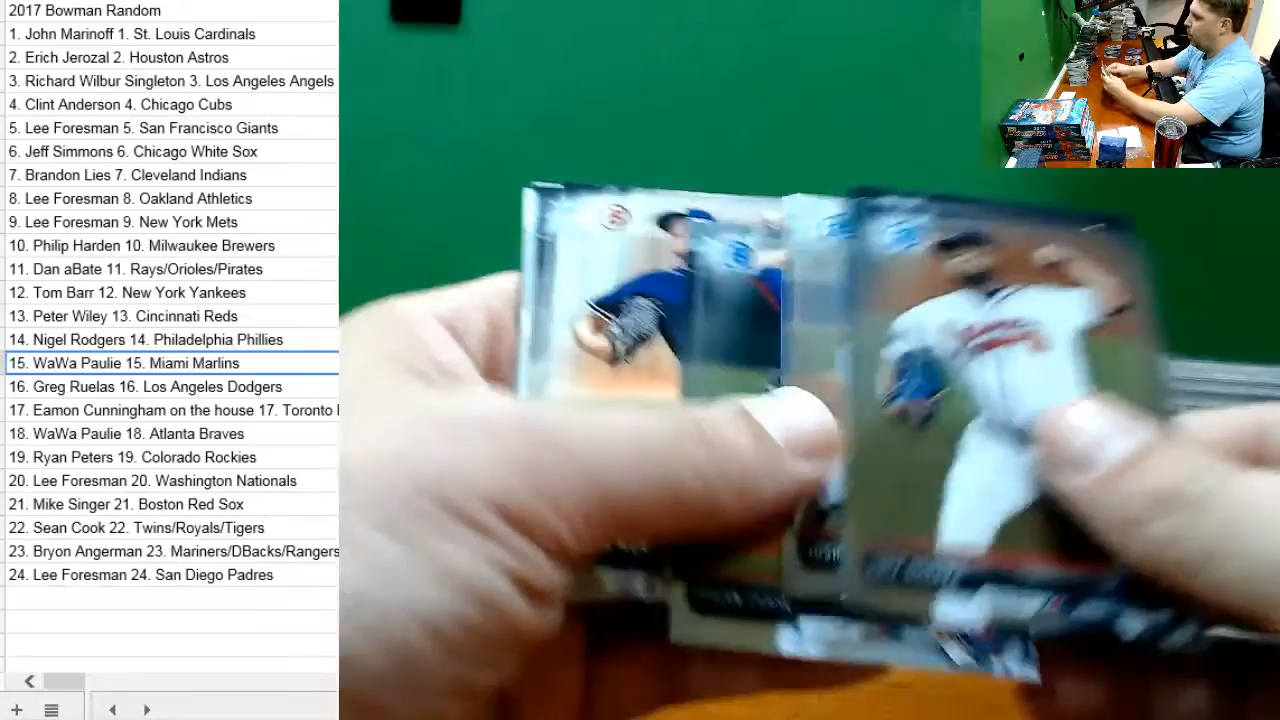 2017 Bowman Random
1. John Marinoff 1. St. Louis Cardinals
2. Erich Jerozal 2. Houston Astros
3. Richard Wilbur Singleton 3. Los Angeles Angels
4. Clint Anderson 4. Chicago Cubs
5. Lee Foresman 5. San Francisco Giants
6. Jeff Simmons 6. Chicago White Sox
7. Brandon Lies 7. Cleveland Indians
8. Lee Foresman 8. Oakland Athletics
9. Lee Foresman 9. New York Mets
10. Philip Harden 10. Milwaukee Brewers
11. Dan aBate 11. Rays/Orioles/Pirates
12. Tom Barr 12. New York Yankees
13. Peter Wiley 13. Cincinnati Reds
14. Nigel Rodgers 14. Philadelphia Phillies
15. WaWa Paulie 15. Miami Marlins
16. Greg Ruelas 16. Los Angeles Dodgers
17. Eamon Cunningham on the house 17. Toronto
18. WaWa Paulie 18. Atlanta Braves
19. Ryan Peters 19. Colorado Rockies
20. Lee Foresman 20. Washington Nationals
21. Mike Singer 21. Boston Red Sox
22. Sean Cook 22. Twins/Royals/Tigers
23. Bryon Angerman 23. Mariners/DBacks/Rangers
24. Lee Foresman 24. San Diego Padres